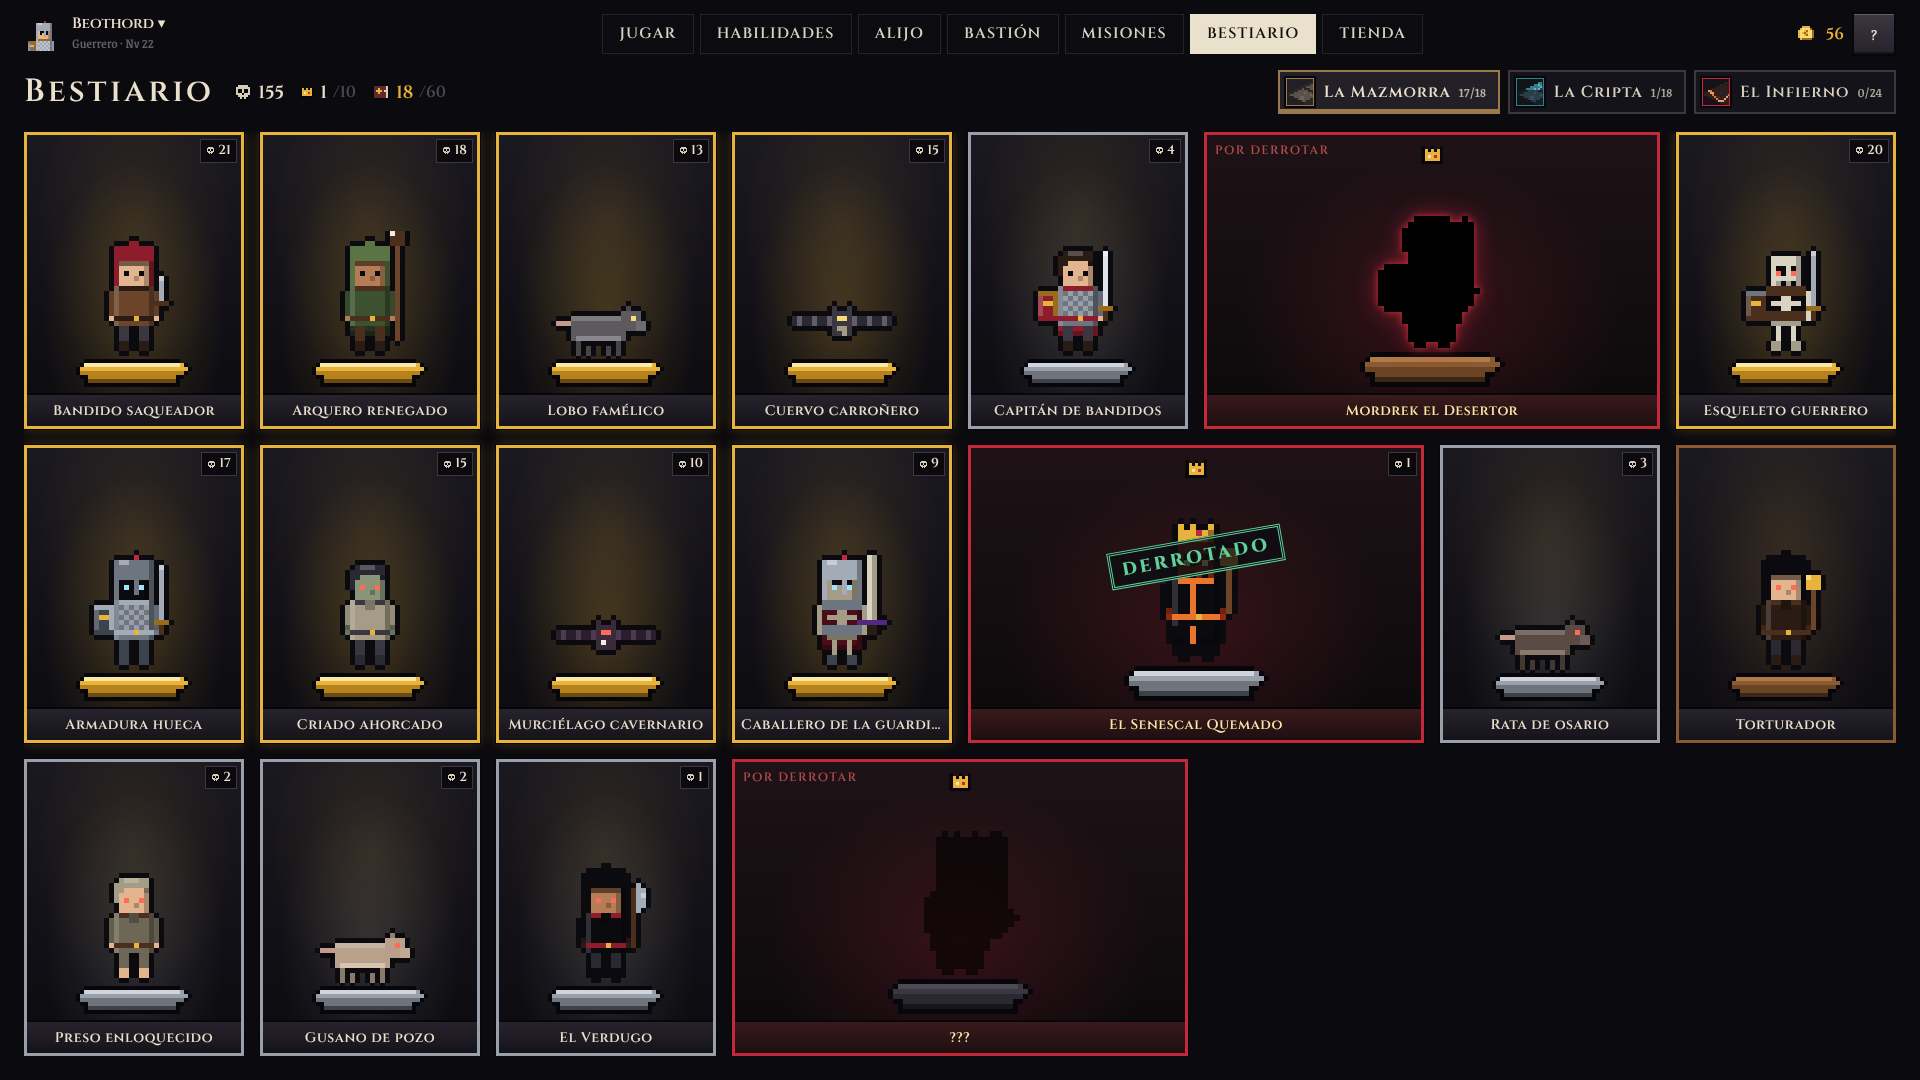 Beothord ▾
Guerrero · Nv 22
JUGAR
HABILIDADES
ALIJO
BASTIÓN
MISIONES
BESTIARIO
TIENDA
56
?
Bestiario
155
1 /10
18 /60
La Mazmorra 17/18
La Cripta 1/18
El Infierno 0/24
21
18
13
15
4
POR DERROTAR
20
Bandido saqueador
Arquero renegado
Lobo famélico
Cuervo carroñero
Capitán de bandidos
Mordrek el Desertor
Esqueleto guerrero
17
15
10
9
1
3
DERROTADO
Armadura hueca
Criado ahorcado
Murciélago cavernario
Caballero de la guardi...
El Senescal Quemado
Rata de osario
Torturador
2
2
1
POR DERROTAR
Preso enloquecido
Gusano de pozo
El Verdugo
???